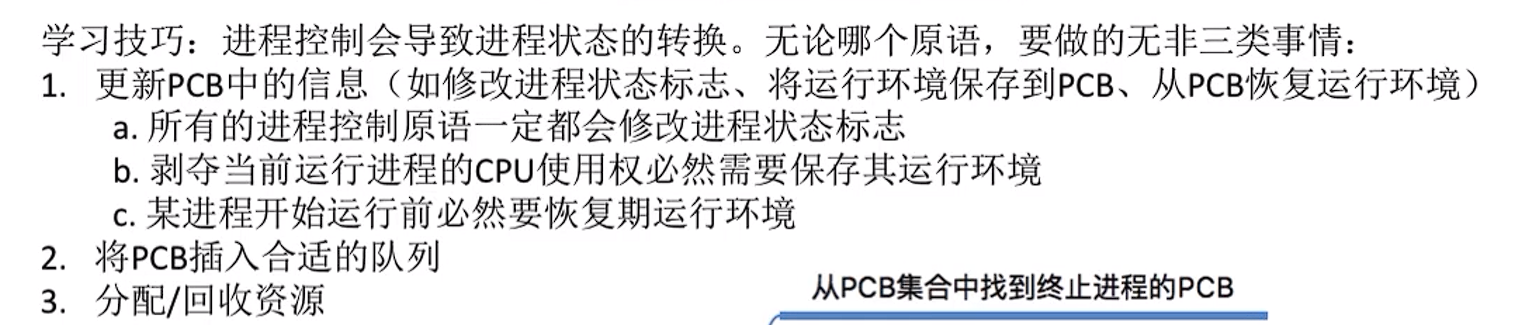 学习技巧：进程控制会导致进程状态的转换。无论哪个原语，要做的无非三类事情：
1. 更新PCB中的信息（如修改进程状态标志、将运行环境保存到PCB、从PCB恢复运行环境）
a. 所有的进程控制原语一定都会修改进程状态标志
b. 剥夺当前运行进程的CPU使用权必然需要保存其运行环境
c. 某进程开始运行前必然要恢复期运行环境
2. 将PCB插入合适的队列
3. 分配/回收资源
从PCB集合中找到终止进程的PCB